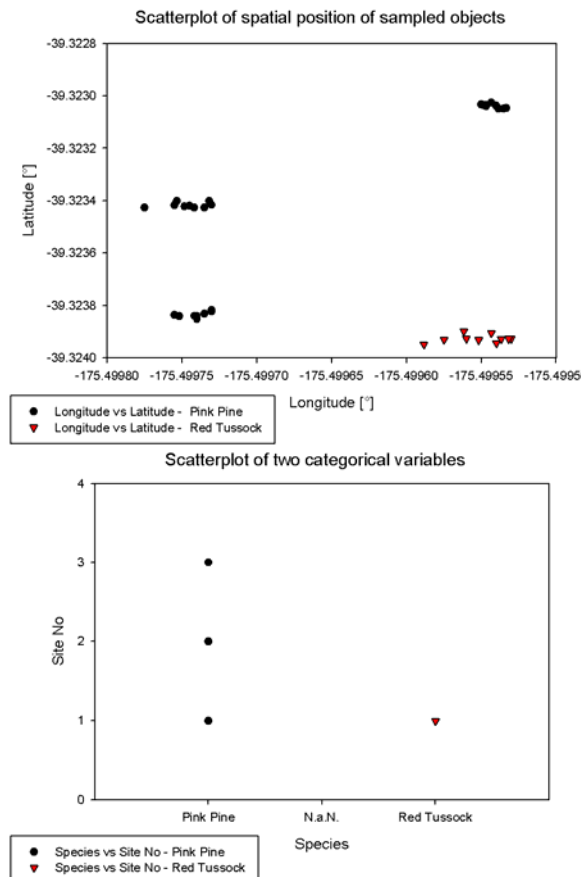 Scatterplot of spatial position of sampled objects
-39.3228
-39.3230
-39.3232
-39.3234
-39.3236
-39.3238
-39.3240
Latitude [°]
-175.49980 -175.49975 -175.49970 -175.49965 -175.49960 -175.49955 -175.4995
Longitude [°]
Longitude vs Latitude - Pink Pine
Longitude vs Latitude - Red Tussock
Scatterplot of two categorical variables
4
3
2
1
0
Site No
Pink Pine N.a.N. Red Tussock
Species
Species vs Site No - Pink Pine
Species vs Site No - Red Tussock